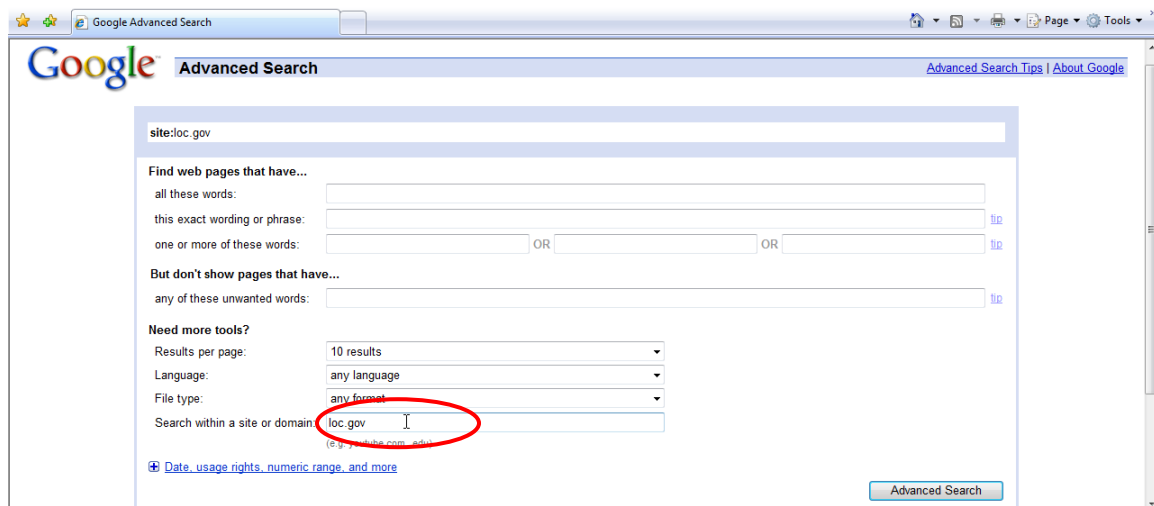 Google Advanced Search
Page Tools
Google Advanced Search
Advanced Search Tips | About Google
site:loc.gov
Find web pages that have...
all these words:
this exact wording or phrase: tip
one or more of these words: OR OR tip
But don't show pages that have...
any of these unwanted words: tip
Need more tools?
Results per page: 10 results
Language: any language
File type: any format
Search within a site or domain: loc.gov
(e.g. youtube.com, .edu)
Date, usage rights, numeric range, and more
Advanced Search